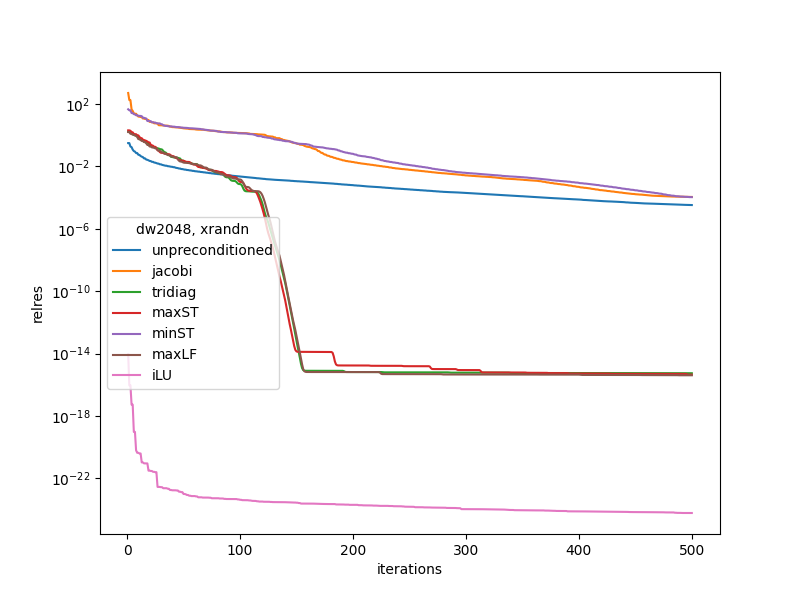 10²
10⁻²
10⁻⁶
10⁻¹⁰
10⁻¹⁴
10⁻¹⁸
10⁻²²
relres
dw2048, xrandn
unpreconditioned
jacobi
tridiag
maxST
minST
maxLF
iLU
0 100 200 300 400 500
iterations